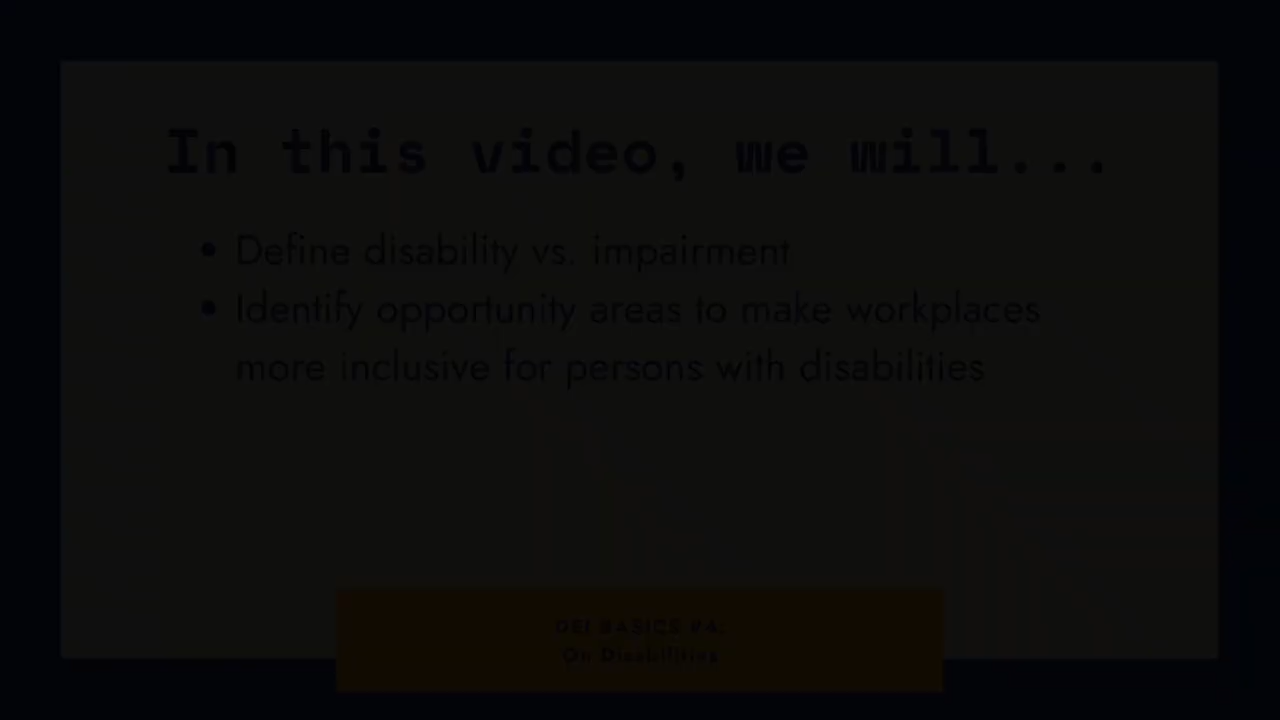 In this video, we will...
• Define disability vs. impairment
• Identify opportunity areas to make workplaces
more inclusive for persons with disabilities
DEI BASICS #4:
On Disabilities